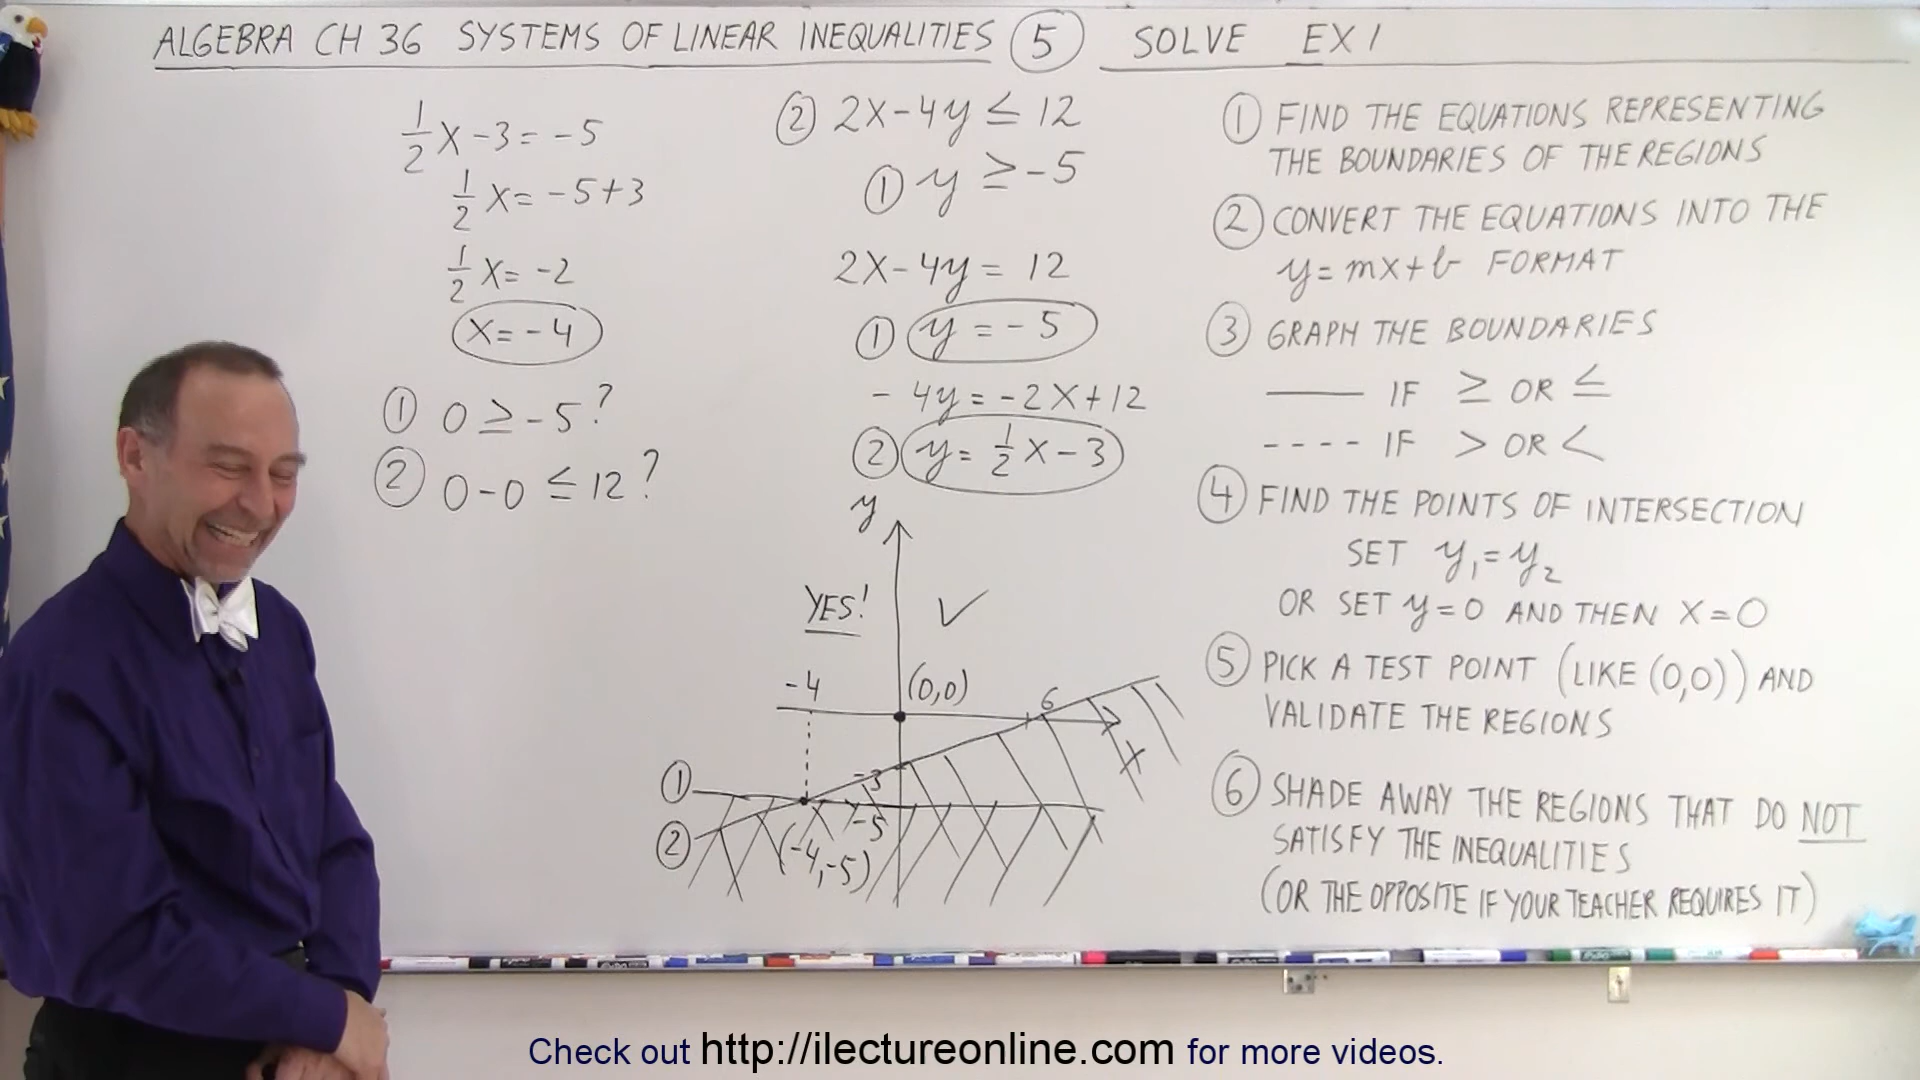 ALGEBRA CH 36 SYSTEMS OF LINEAR INEQUALITIES ⑤ SOLVE EX 1
1/2 X - 3 = -5
1/2 X = -5+3
1/2 X = -2
X = -4
① 0 ≥ -5 ?
② 0-0 ≤ 12 ?
② 2X-4y ≤ 12
① y ≥ -5
2X-4y = 12
① y = -5
-4y = -2X+12
② y = 1/2 X - 3
y
YES! ✓
-4 (0,0) 6
X
① -3
-5
② (-4,-5)
① FIND THE EQUATIONS REPRESENTING
THE BOUNDARIES OF THE REGIONS
② CONVERT THE EQUATIONS INTO THE
y = mx+b FORMAT
③ GRAPH THE BOUNDARIES
—— IF ≥ OR ≤
---- IF > OR <
④ FIND THE POINTS OF INTERSECTION
SET y₁ = y₂
OR SET y=0 AND THEN X=0
⑤ PICK A TEST POINT (LIKE (0,0)) AND
VALIDATE THE REGIONS
⑥ SHADE AWAY THE REGIONS THAT DO NOT
SATISFY THE INEQUALITIES
(OR THE OPPOSITE IF YOUR TEACHER REQUIRES IT)
Check out http://ilectureonline.com for more videos.